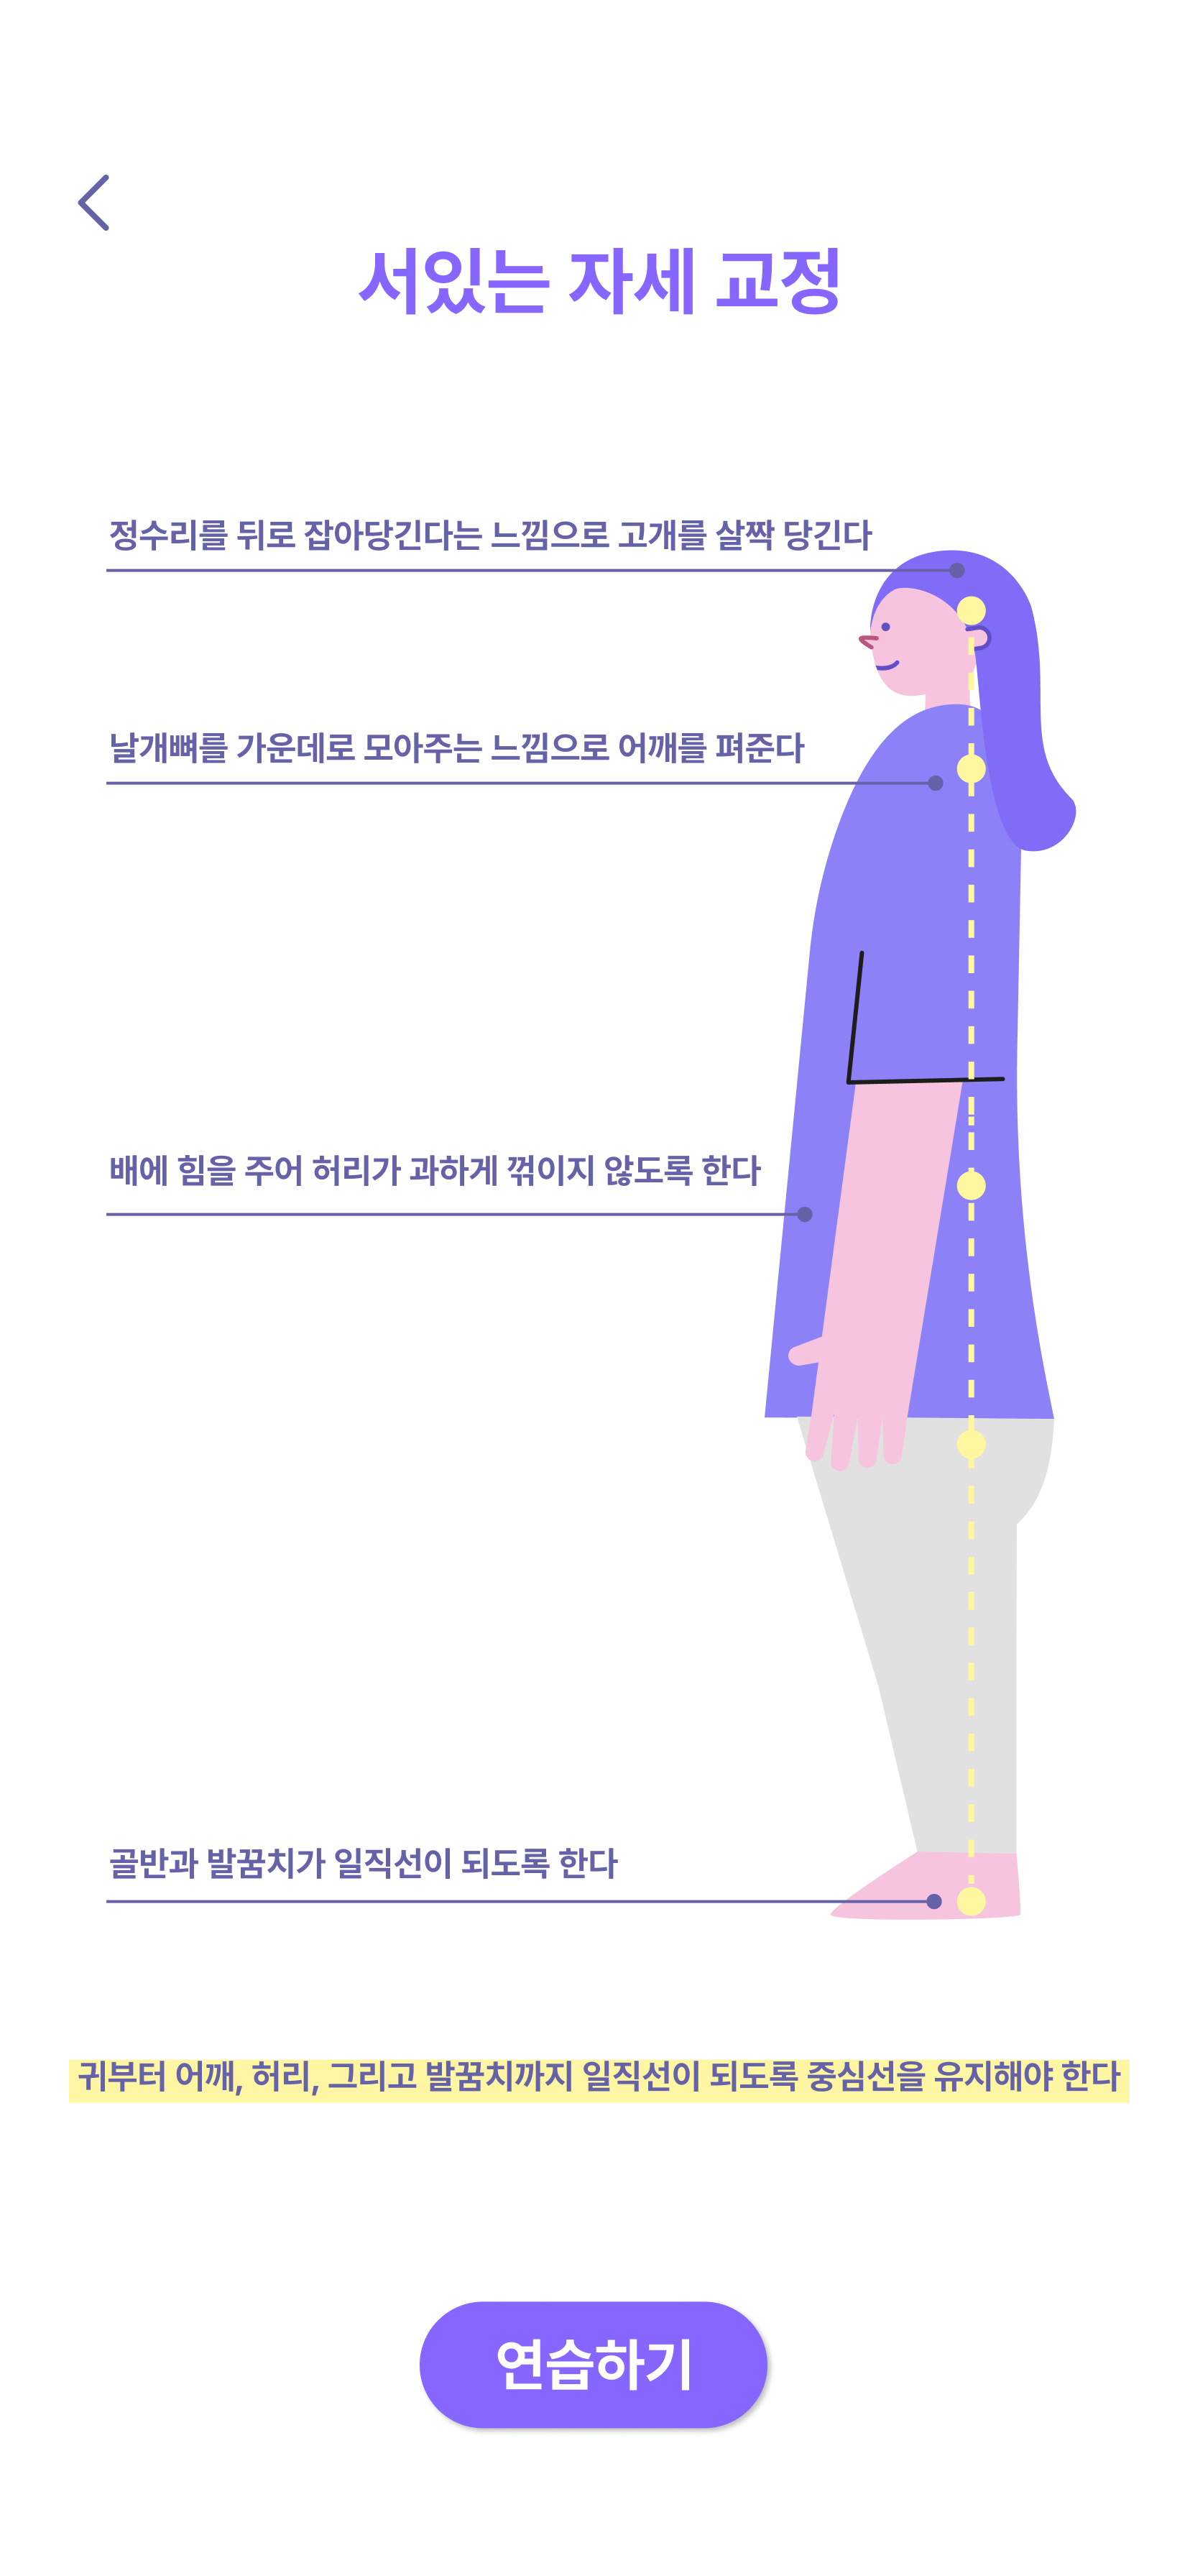 서있는 자세 교정
정수리를 뒤로 잡아당긴다는 느낌으로 고개를 살짝 당긴다
날개뼈를 가운데로 모아주는 느낌으로 어깨를 펴준다
배에 힘을 주어 허리가 과하게 꺾이지 않도록 한다
골반과 발꿈치가 일직선이 되도록 한다
귀부터 어깨, 허리, 그리고 발꿈치까지 일직선이 되도록 중심선을 유지해야 한다
연습하기